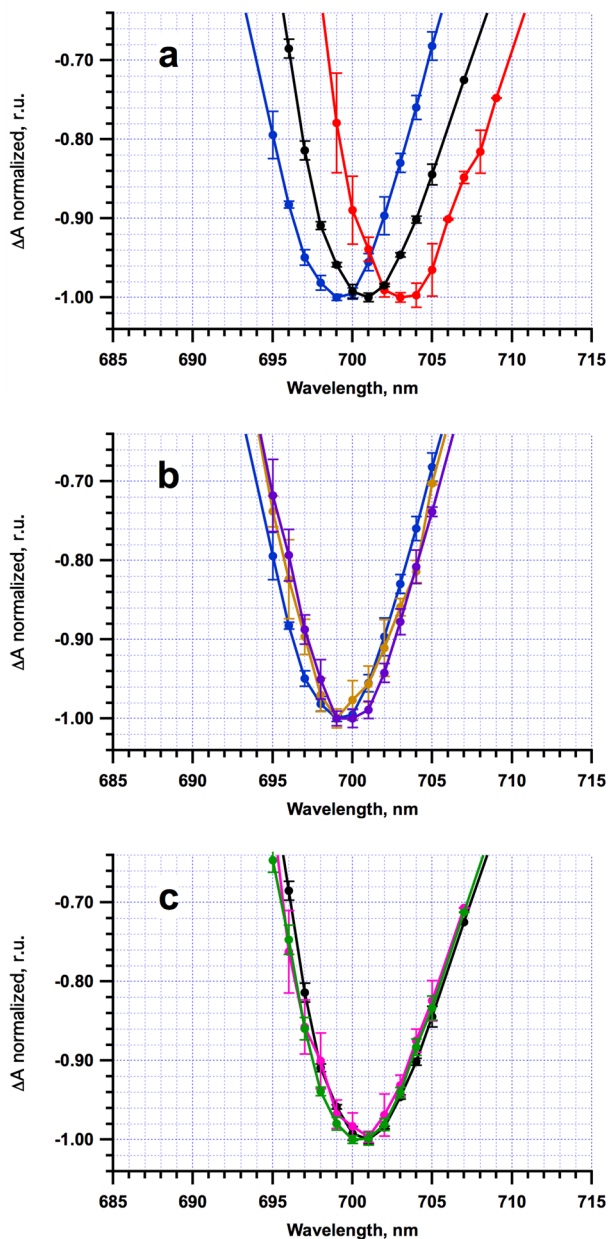 a
-0.70
-0.80
-0.90
-1.00
ΔA normalized, r.u.
685 690 695 700 705 710 715
Wavelength, nm
b
-0.70
-0.80
-0.90
-1.00
ΔA normalized, r.u.
685 690 695 700 705 710 715
Wavelength, nm
c
-0.70
-0.80
-0.90
-1.00
ΔA normalized, r.u.
685 690 695 700 705 710 715
Wavelength, nm